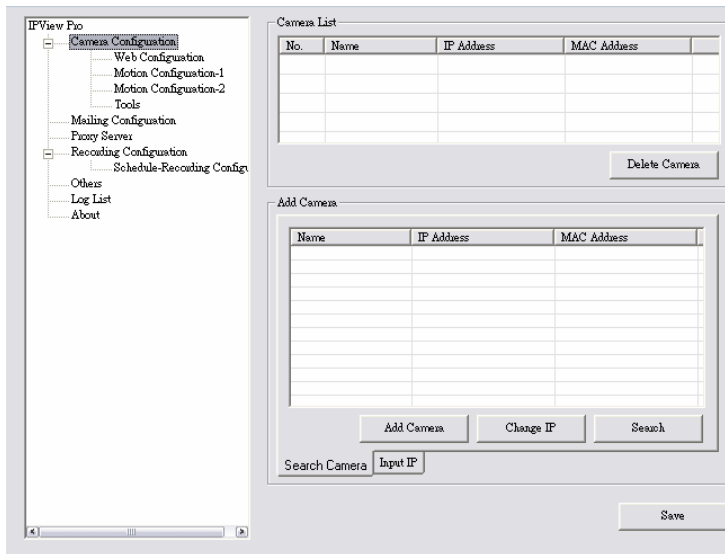 IPView Pro
Camera Configuration
Web Configuration
Motion Configuration-1
Motion Configuration-2
Tools
Mailing Configuration
Proxy Server
Recording Configuration
Schedule-Recording Configu
Others
Log List
About
Camera List
No. Name IP Address MAC Address
Delete Camera
Add Camera
Name IP Address MAC Address
Add Camera Change IP Search
Search Camera Input IP
Save